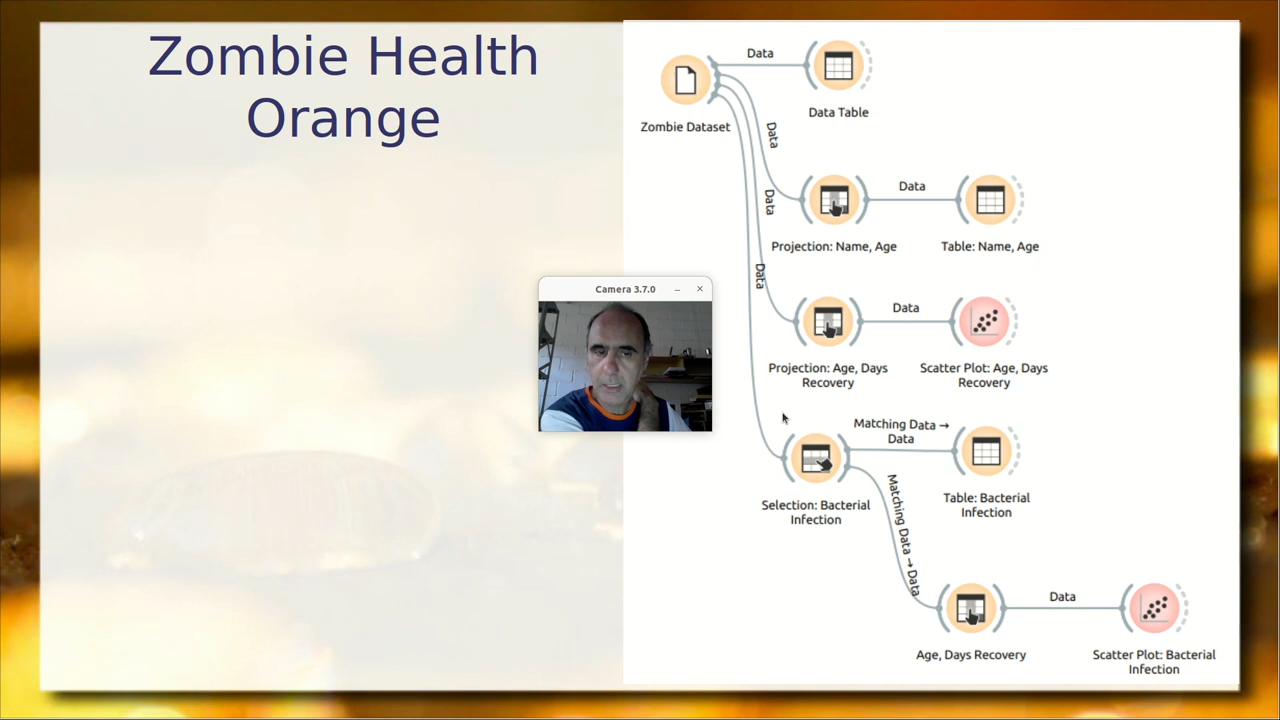 Zombie Health
Orange
Data
Zombie Dataset
Data Table
Data
Data
Data
Projection: Name, Age
Data
Table: Name, Age
Camera 3.7.0
Projection: Age, Days
Recovery
Data
Scatter Plot: Age, Days
Recovery
Matching Data →
Data
Selection: Bacterial
Infection
Table: Bacterial
Infection
Matching Data → Data
Age, Days Recovery
Data
Scatter Plot: Bacterial
Infection